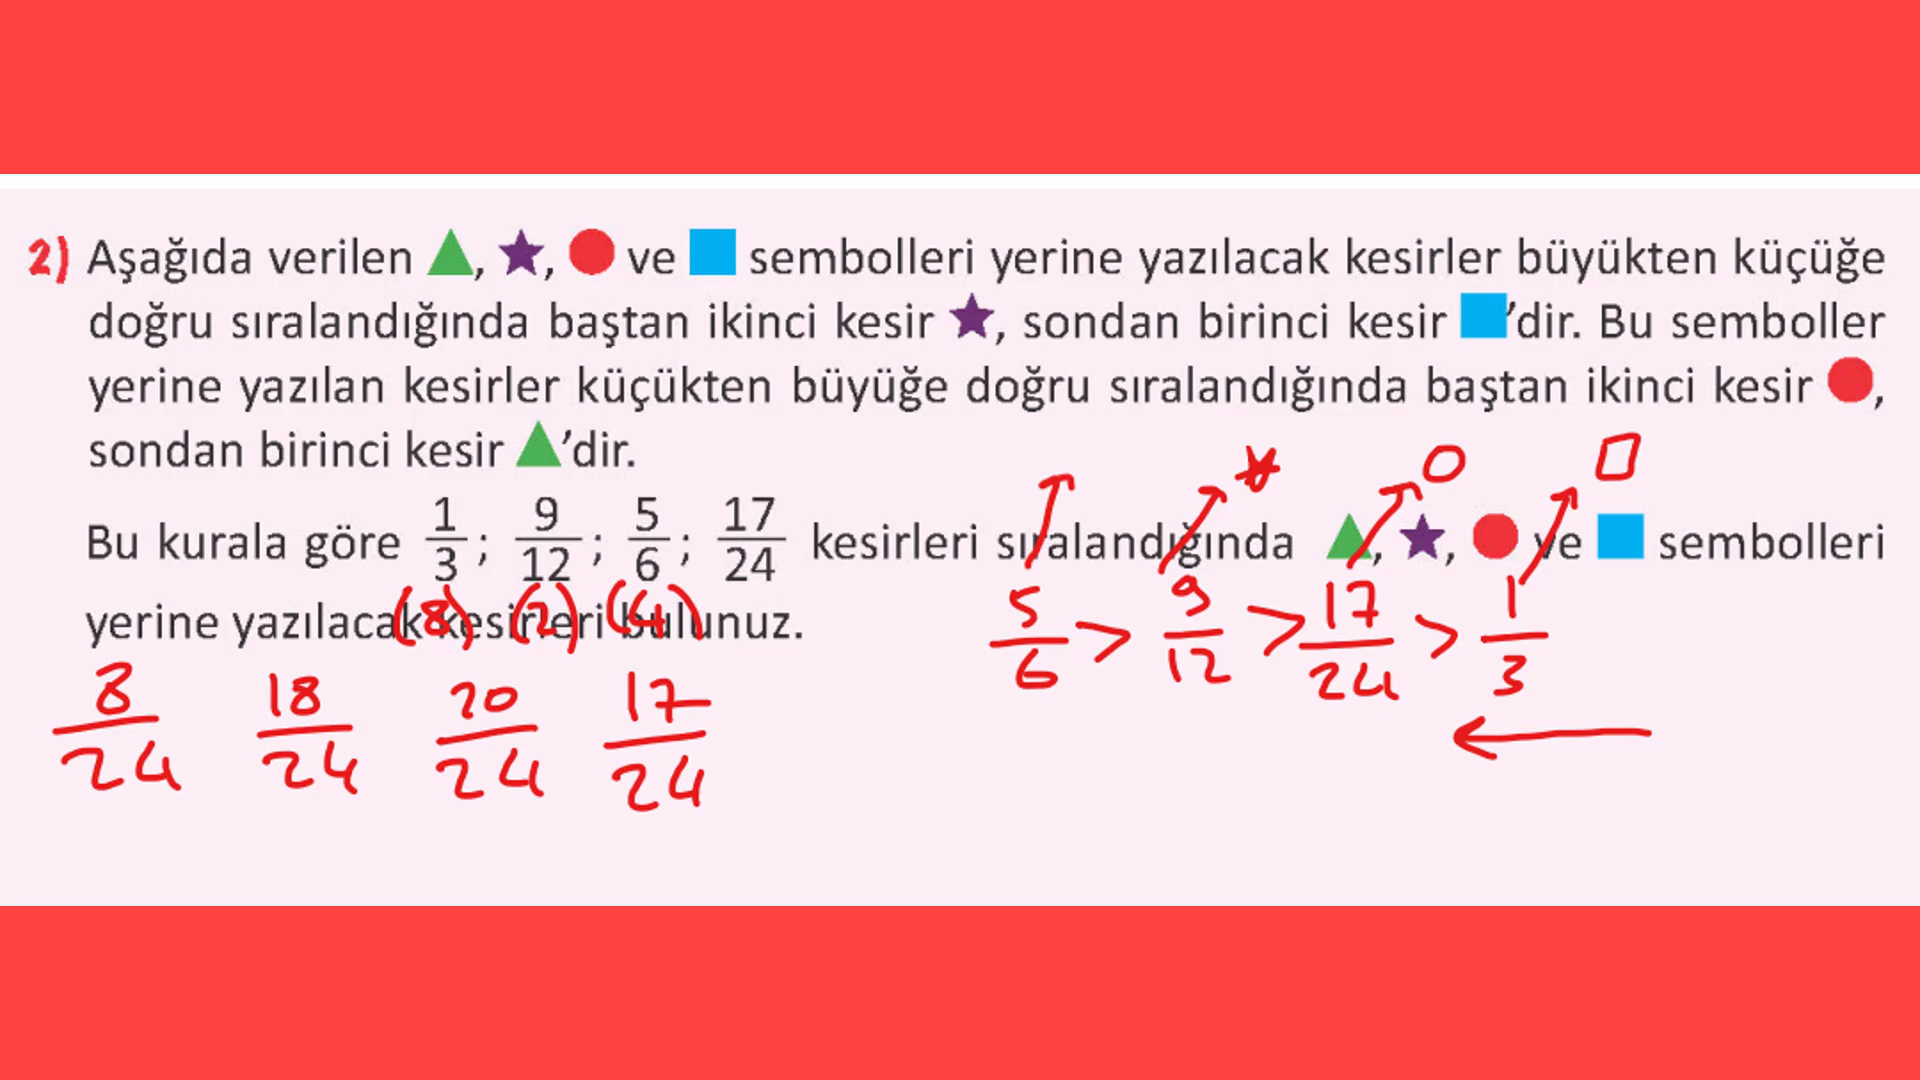 2) Aşağıda verilen ▲, ★, ● ve ■ sembolleri yerine yazılacak kesirler büyükten küçüğe
doğru sıralandığında baştan ikinci kesir ★, sondan birinci kesir ■'dir. Bu semboller
yerine yazılan kesirler küçükten büyüğe doğru sıralandığında baştan ikinci kesir ●,
sondan birinci kesir ▲'dir.
Bu kurala göre 1/3; 9/12; 5/6; 17/24 kesirleri sıralandığında ▲, ★, ● ve ■ sembolleri
yerine yazılacak kesirleri bulunuz.
(8) (2) (4)
8/24 18/24 20/24 17/24
5/6 > 9/12 > 17/24 > 1/3